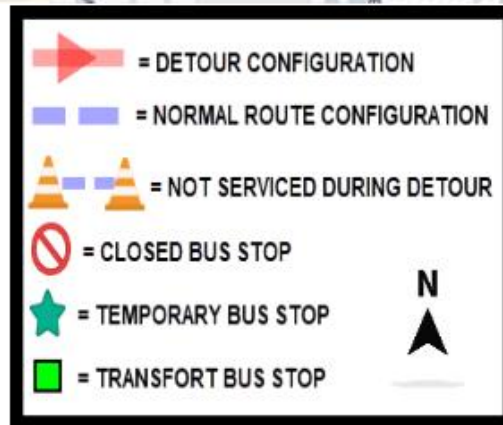 = DETOUR CONFIGURATION
= NORMAL ROUTE CONFIGURATION
= NOT SERVICED DURING DETOUR
= CLOSED BUS STOP
N
= TEMPORARY BUS STOP
= TRANSFORT BUS STOP